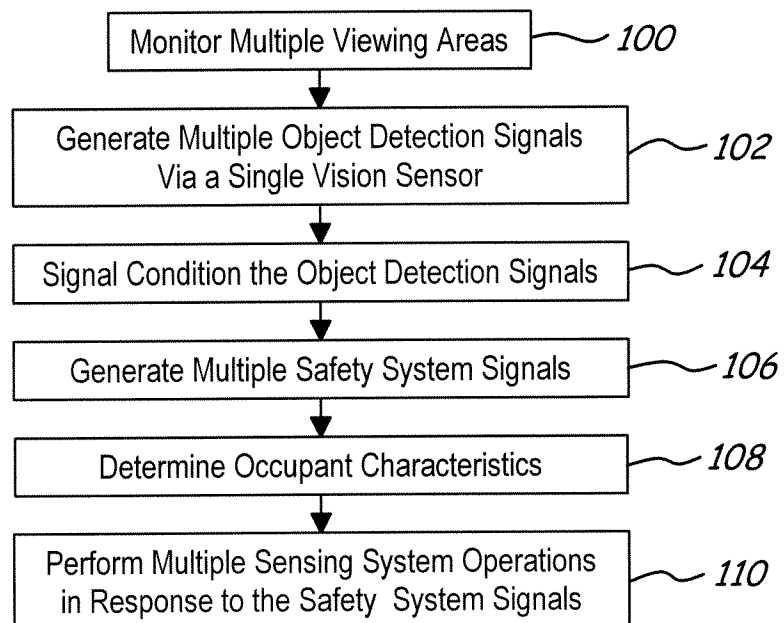 Monitor Multiple Viewing Areas
100
Generate Multiple Object Detection Signals
Via a Single Vision Sensor
102
Signal Condition the Object Detection Signals
104
Generate Multiple Safety System Signals
106
Determine Occupant Characteristics
108
Perform Multiple Sensing System Operations
in Response to the Safety System Signals
110